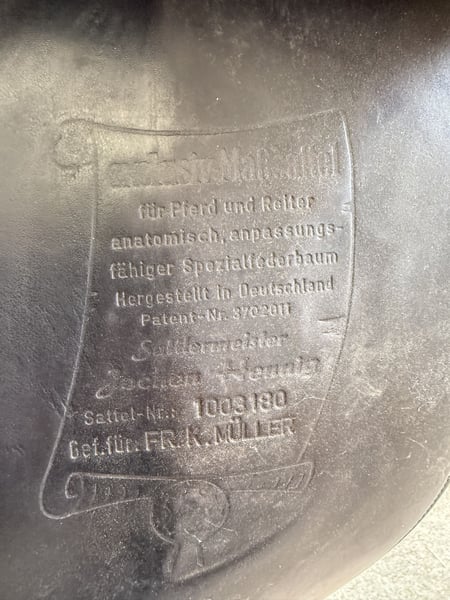 exklusiv Maßsattel
für Pferd und Reiter
anatomisch, anpassungs-
fähiger Spezialfederbaum
Hergestellt in Deutschland
Patent-Nr. 3702011
Sattlermeister
Jochen Hennig
Sattel-Nr.: 1003180
Gef.für. FR.K.MÜLLER